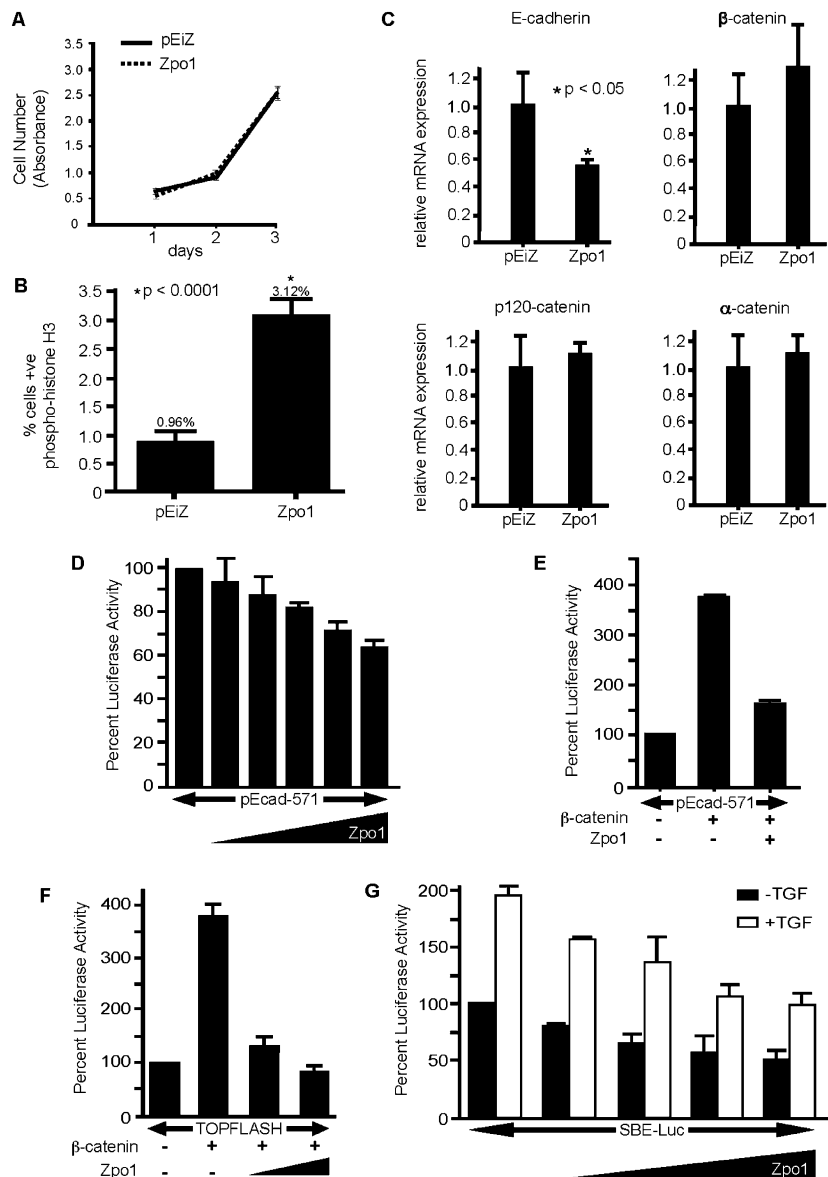 A
pEiZ
Zpo1
Cell Number
(Absorbance)
3.5
3.0
2.5
2.0
1.5
1.0
0.5
0
1 2 3
days
B
*p < 0.0001
*
% cells +ve
phospho-histone H3
3.5
3.0
2.5
2.0
1.5
1.0
0.5
0
0.96%
3.12%
pEiZ Zpo1
C
E-cadherin
relative mRNA expression
1.2
1.0
0.8
0.6
0.4
0.2
0
*p < 0.05
*
pEiZ Zpo1
β-catenin
1.2
1.0
0.8
0.6
0.4
0.2
0
pEiZ Zpo1
p120-catenin
relative mRNA expression
1.2
1.0
0.8
0.6
0.4
0.2
0
pEiZ Zpo1
α-catenin
1.2
1.0
0.8
0.6
0.4
0.2
0
pEiZ Zpo1
D
Percent Luciferase Activity
100
80
60
40
20
0
pEcad-571
Zpo1
E
Percent Luciferase Activity
400
300
200
100
0
pEcad-571
β-catenin - + +
Zpo1 - - +
F
Percent Luciferase Activity
400
300
200
100
0
TOPFLASH
β-catenin - + + +
Zpo1 - -
G
Percent Luciferase Activity
200
150
100
50
0
-TGF
+TGF
SBE-Luc
Zpo1